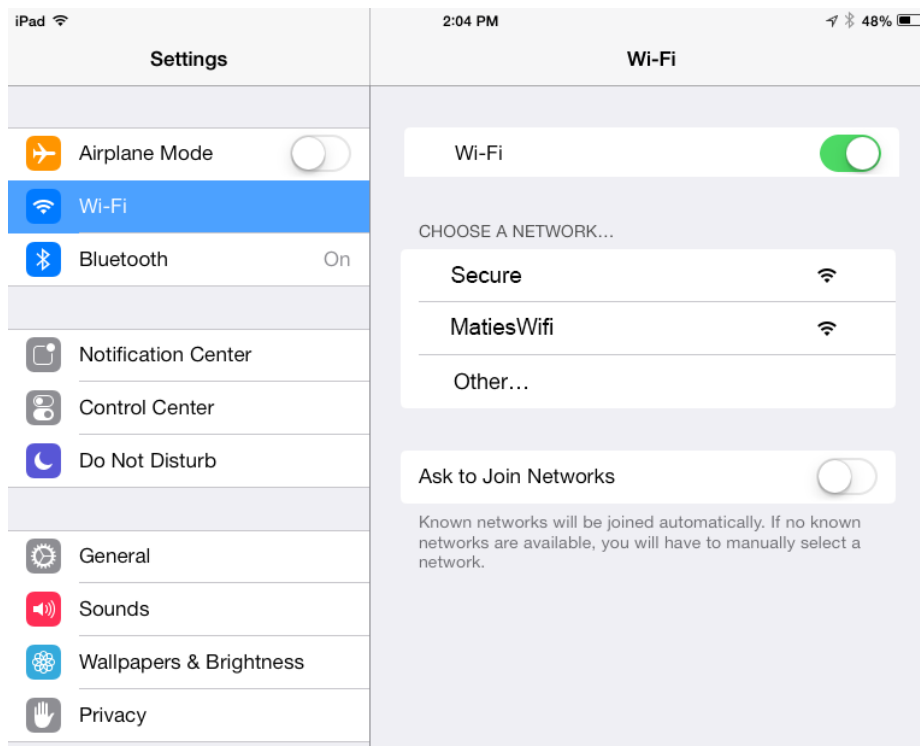 iPad 2:04 PM 48%
Settings
Wi-Fi
Airplane Mode
Wi-Fi
Bluetooth On
Notification Center
Control Center
Do Not Disturb
General
Sounds
Wallpapers & Brightness
Privacy
Wi-Fi
CHOOSE A NETWORK...
Secure
MatiesWifi
Other...
Ask to Join Networks
Known networks will be joined automatically. If no known
networks are available, you will have to manually select a
network.